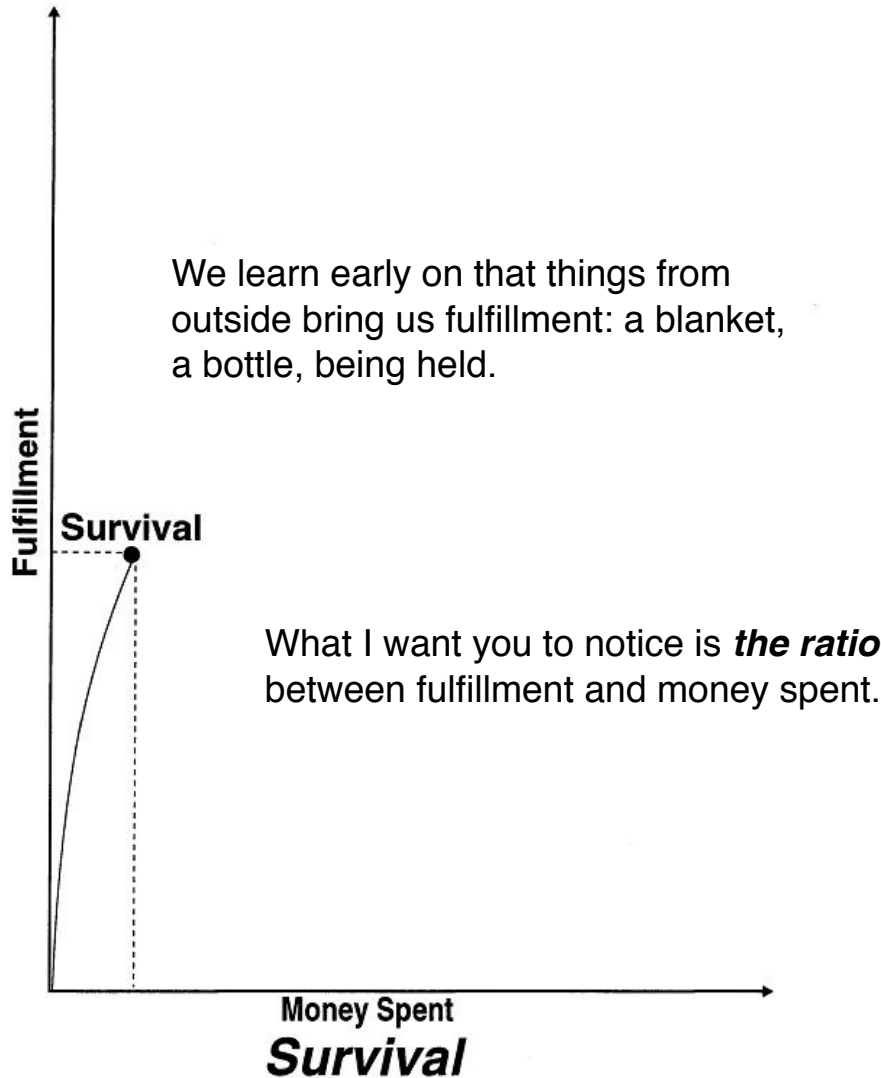 We learn early on that things from
outside bring us fulfillment: a blanket,
a bottle, being held.
Fulfillment
Survival
What I want you to notice is the ratio
between fulfillment and money spent.
Money Spent
Survival